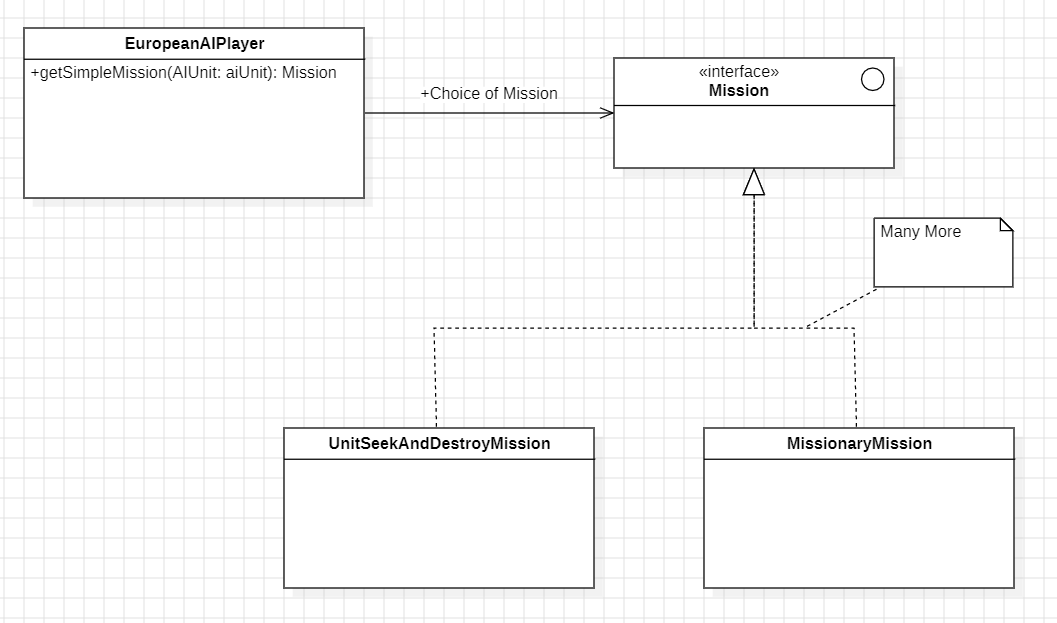 EuropeanAIPlayer
+getSimpleMission(AIUnit: aiUnit): Mission
+Choice of Mission
«interface»
Mission
Many More
UnitSeekAndDestroyMission
MissionaryMission